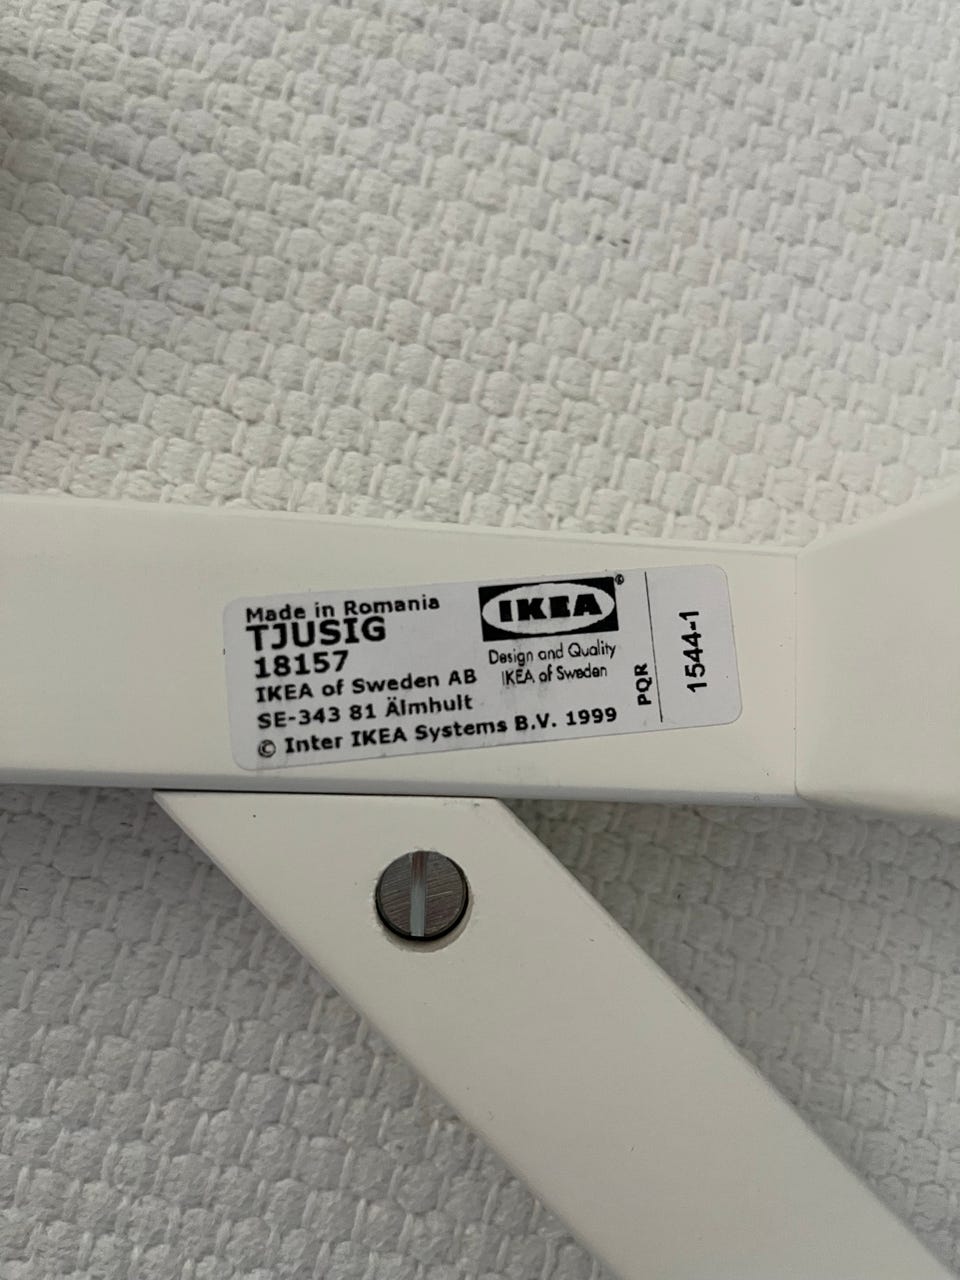 Made in Romania
TJUSIG
18157
IKEA of Sweden AB
SE-343 81 Älmhult
© Inter IKEA Systems B.V. 1999
IKEA®
Design and Quality
IKEA of Sweden
PQR
1544-1